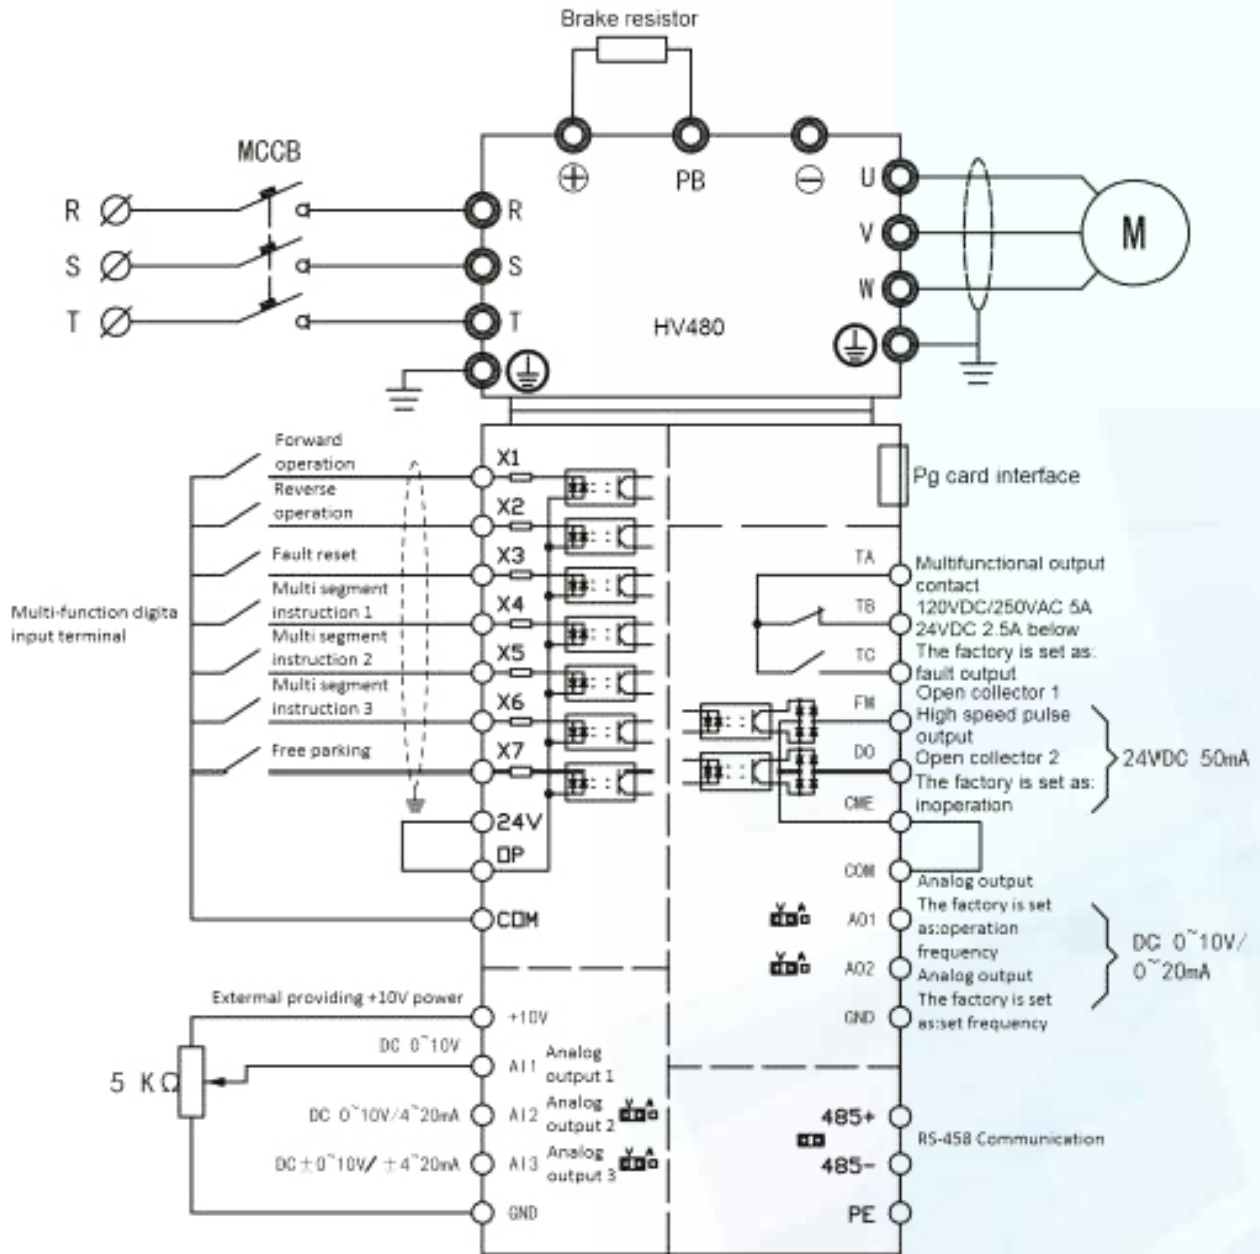 Brake resistor
MCCB
R
S
T
R
S
T
PB
U
V
W
M
HV480
Forward
operation
Reverse
operation
Fault reset
Multi segment
instruction 1
Multi segment
instruction 2
Multi segment
instruction 3
Free parking
Multi-function digita
input terminal
X1
X2
X3
X4
X5
X6
X7
24V
OP
COM
Pg card interface
TA
TB
TC
FM
DO
CME
COM
Multifunctional output
contact
120VDC/250VAC 5A
24VDC 2.5A below
The factory is set as:
fault output
Open collector 1
High speed pulse
output
Open collector 2
The factory is set as:
inoperation
24VDC 50mA
V A
AO1
V A
AO2
GND
Analog output
The factory is set
as:operation
frequency
Analog output
The factory is set
as:set frequency
DC 0~10V/
0~20mA
Extermal providing +10V power
+10V
5 KΩ
DC 0~10V
AI1
Analog
output 1
DC 0~10V/4~20mA
AI2
Analog
output 2
V A
DC±0~10V/ ±4~20mA
AI3
Analog
output 3
V A
GND
485+
RS-458 Communication
485-
PE